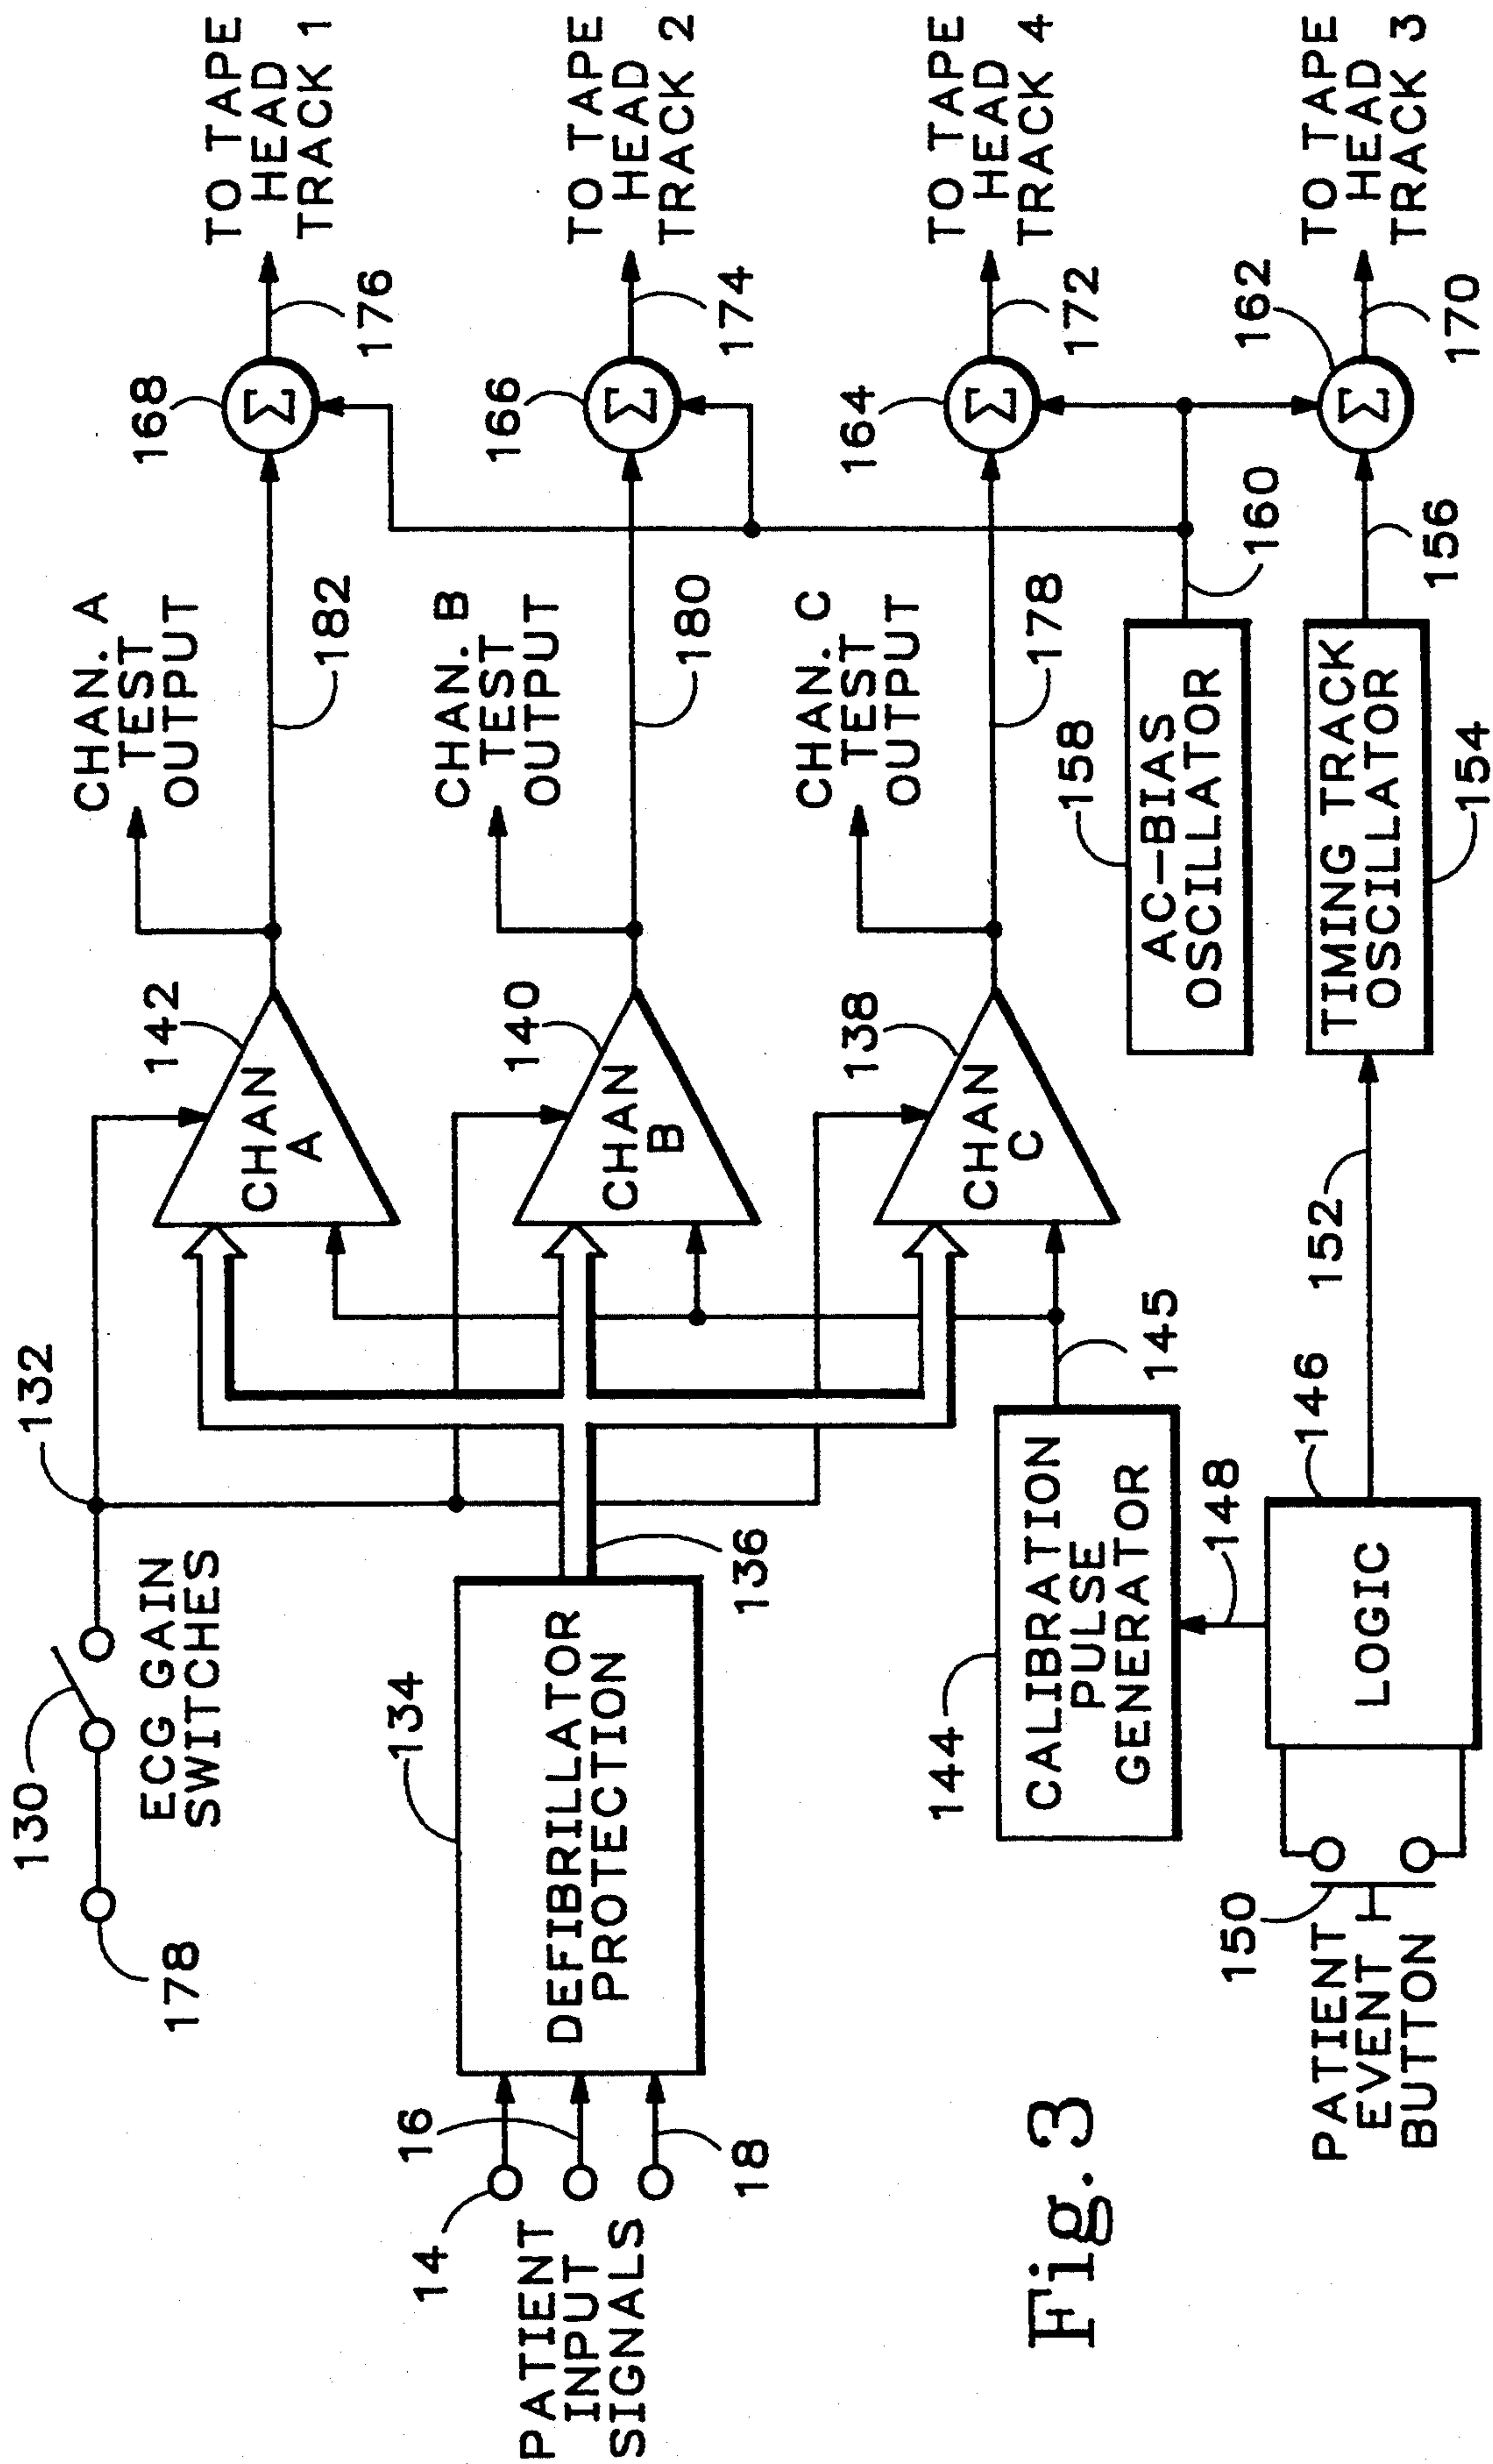 130
132
178
ECG GAIN
SWITCHES
CHAN. A
TEST
OUTPUT
142
CHAN
A
182
168
176
TO TAPE
HEAD
TRACK 1
14
16
18
PATIENT
INPUT
SIGNALS
134
DEFIBRILLATOR
PROTECTION
136
CHAN. B
TEST
OUTPUT
140
CHAN
B
180
166
Σ
174
TO TAPE
HEAD
TRACK 2
Σ
CHAN. C
TEST
OUTPUT
138
CHAN
C
178
164
Σ
172
TO TAPE
HEAD
TRACK 4
144
CALIBRATION
PULSE
GENERATOR
145
158
AC-BIAS
OSCILLATOR
160
148
146
LOGIC
150
PATIENT
EVENT
BUTTON
152
TIMING TRACK
OSCILLATOR
154
156
162
Σ
170
TO TAPE
HEAD
TRACK 3
Fig. 3